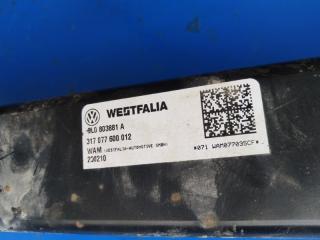 WESTFALIA
8L0 803881 A
317 077 600 012
WAM (WESTFALIA-AUTOMOTIVE GMBH)
230210
*071 WAM077035CF*